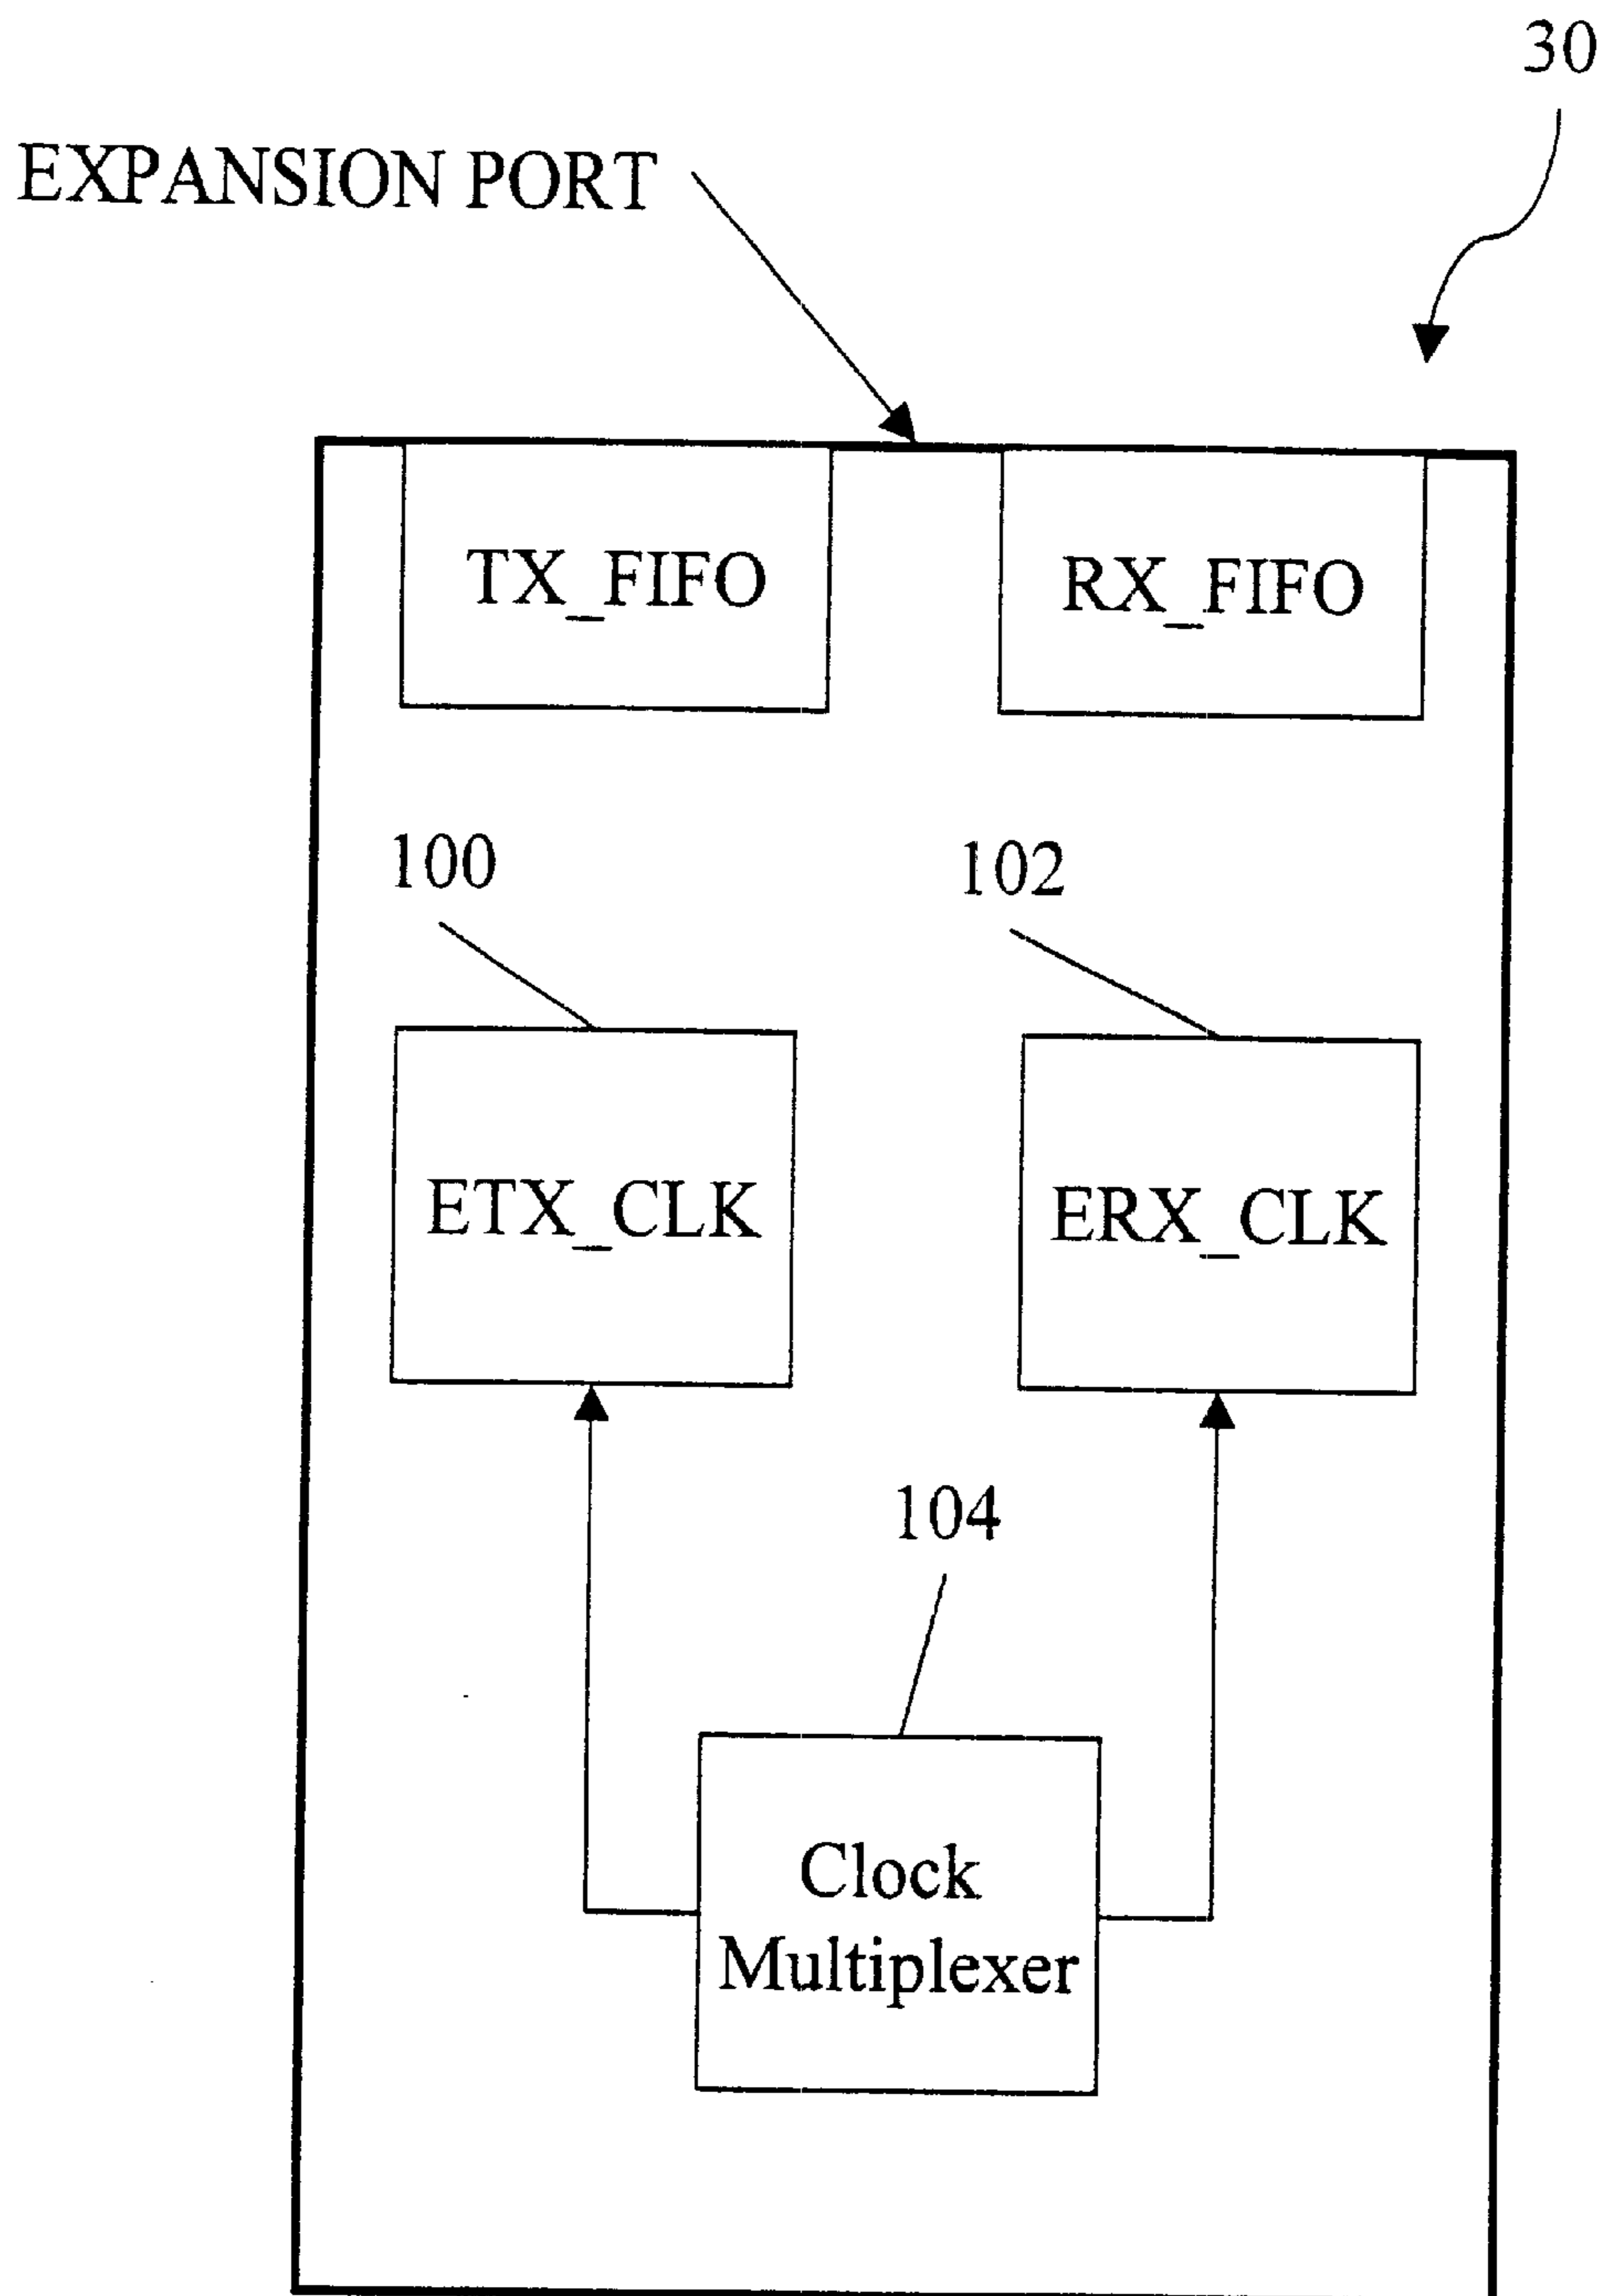 30
EXPANSION PORT
TX_FIFO
RX_FIFO
100
102
ETX_CLK
ERX_CLK
104
Clock
Multiplexer